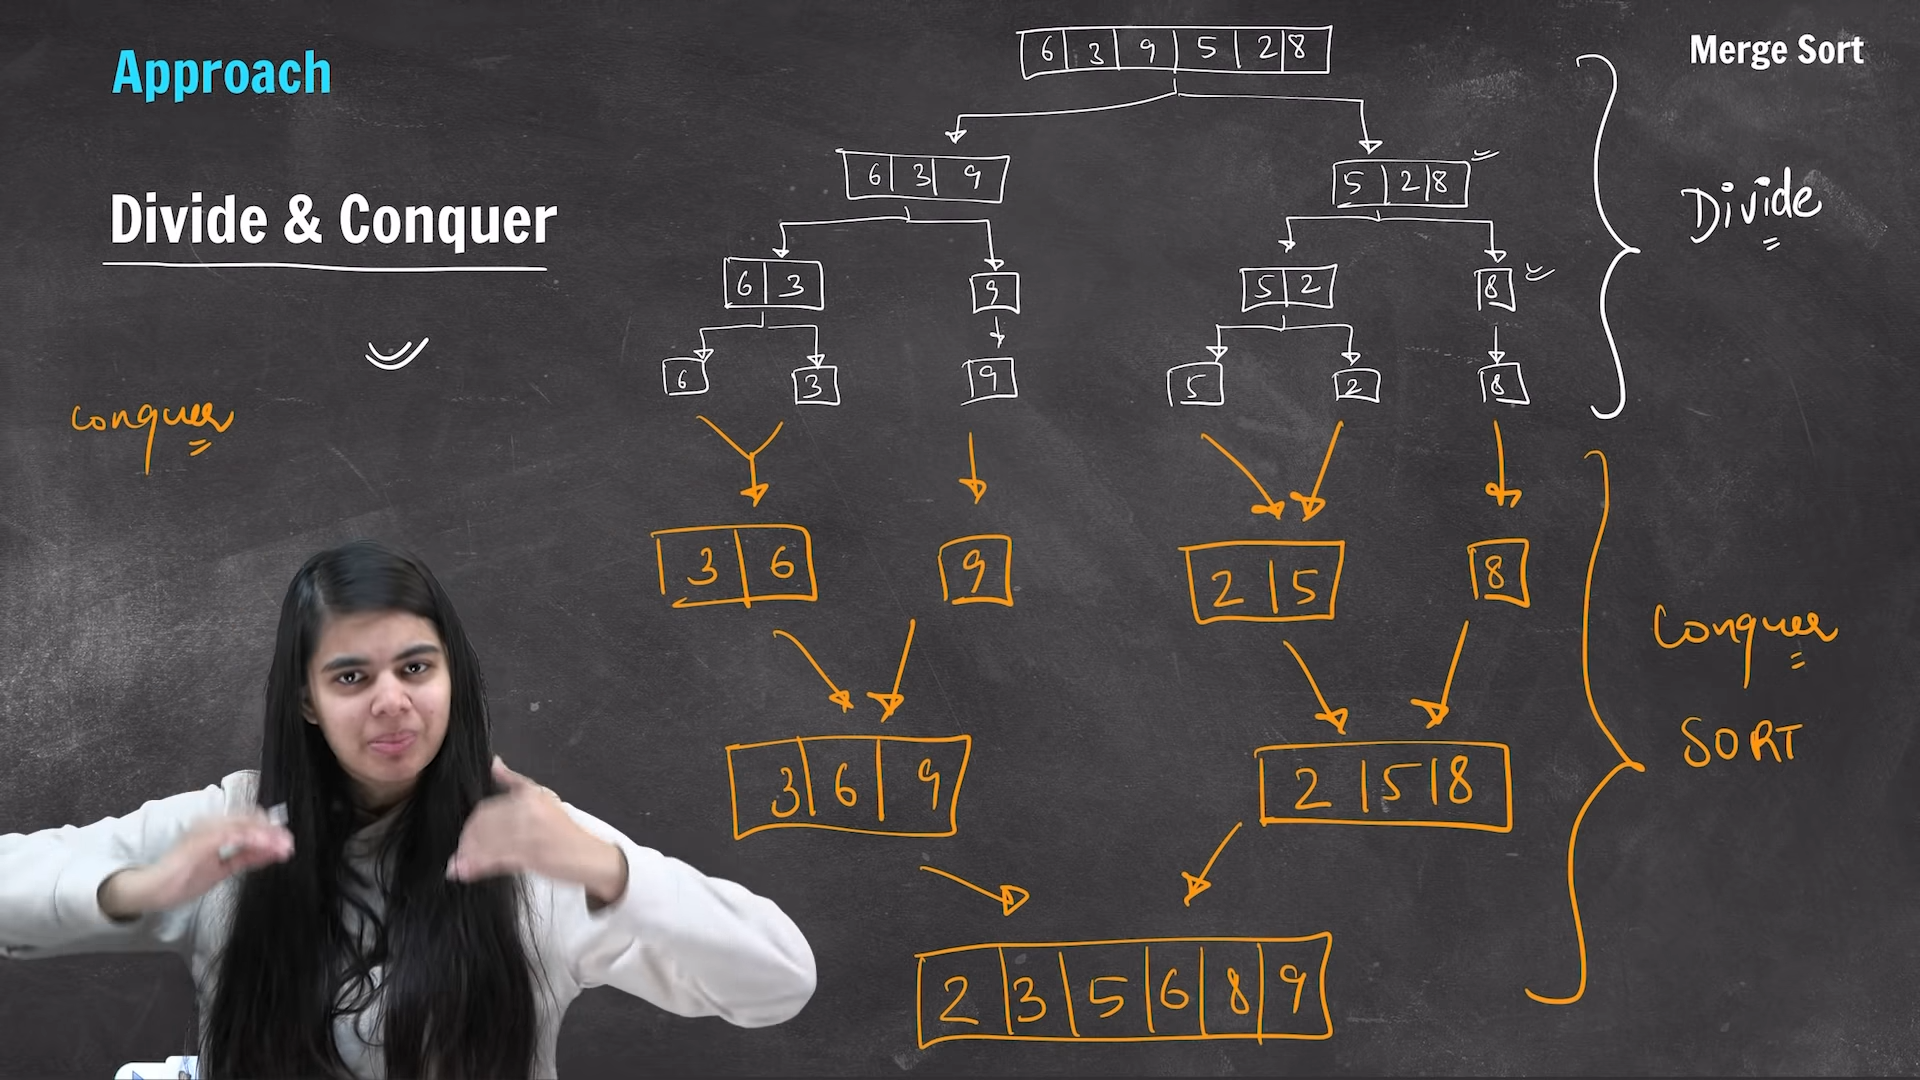 Approach
Merge Sort
Divide & Conquer
6 3 9 5 2 8
6 3 9
5 2 8
Divide
6 3
9
5 2
8
6
3
9
5
2
8
conquer
3 6
9
2 5
8
Conquer
SORT
3 6 9
2 5 8
2 3 5 6 8 9